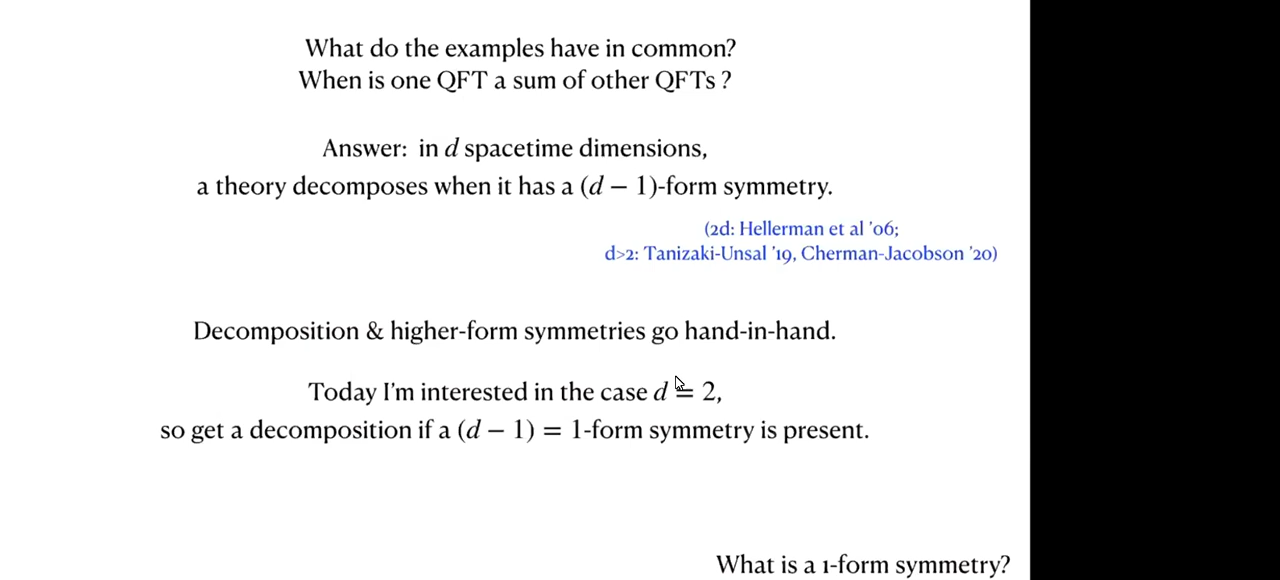 What do the examples have in common?
When is one QFT a sum of other QFTs ?
Answer: in d spacetime dimensions,
a theory decomposes when it has a (d − 1)-form symmetry.
(2d: Hellerman et al '06;
d>2: Tanizaki-Unsal '19, Cherman-Jacobson '20)
Decomposition & higher-form symmetries go hand-in-hand.
Today I'm interested in the case d = 2,
so get a decomposition if a (d − 1) = 1-form symmetry is present.
What is a 1-form symmetry?